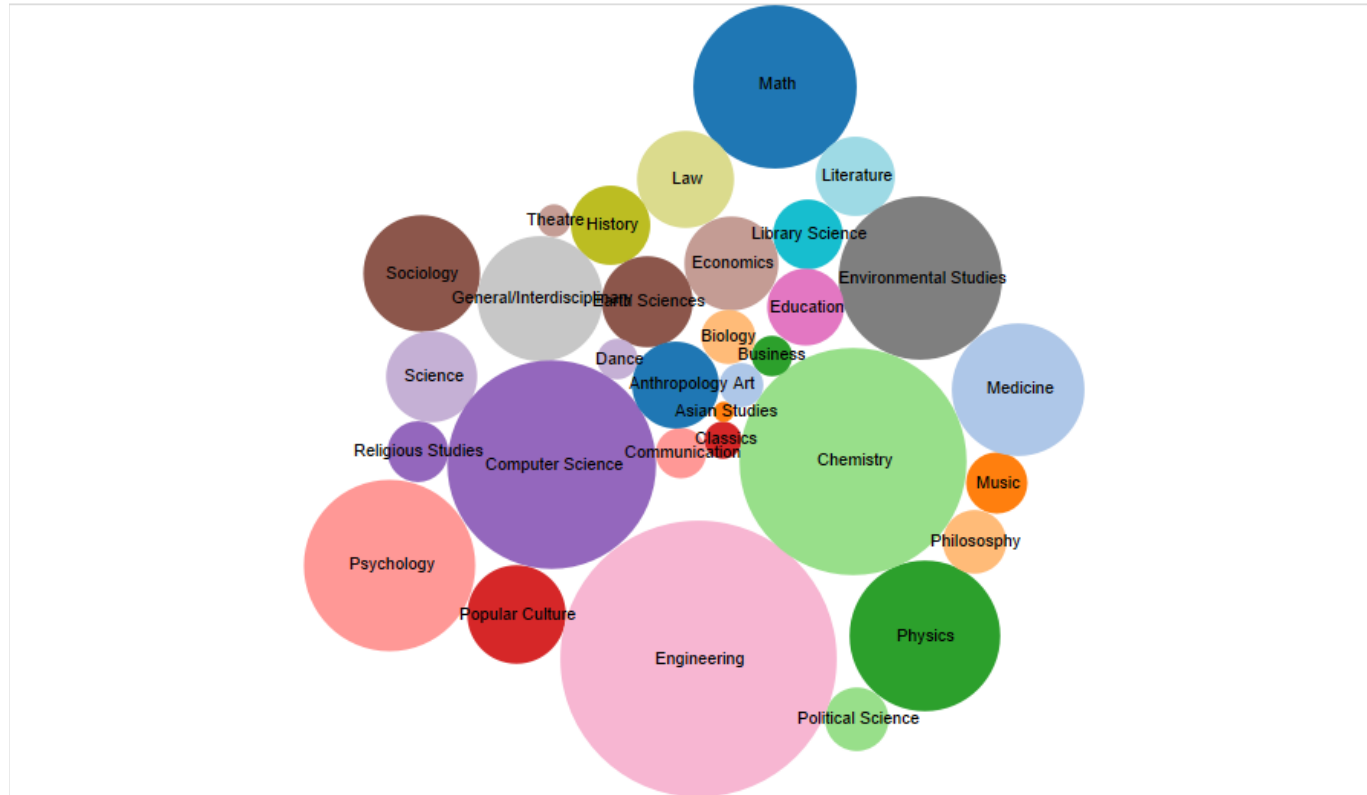 Math
Law
Literature
Theatre
History
Library Science
Economics
Sociology
Environmental Studies
General/Interdisciplinary
Earth Sciences
Education
Biology
Business
Dance
Science
Anthropology
Art
Medicine
Asian Studies
Classics
Religious Studies
Communication
Computer Science
Chemistry
Music
Philososphy
Psychology
Popular Culture
Physics
Engineering
Political Science